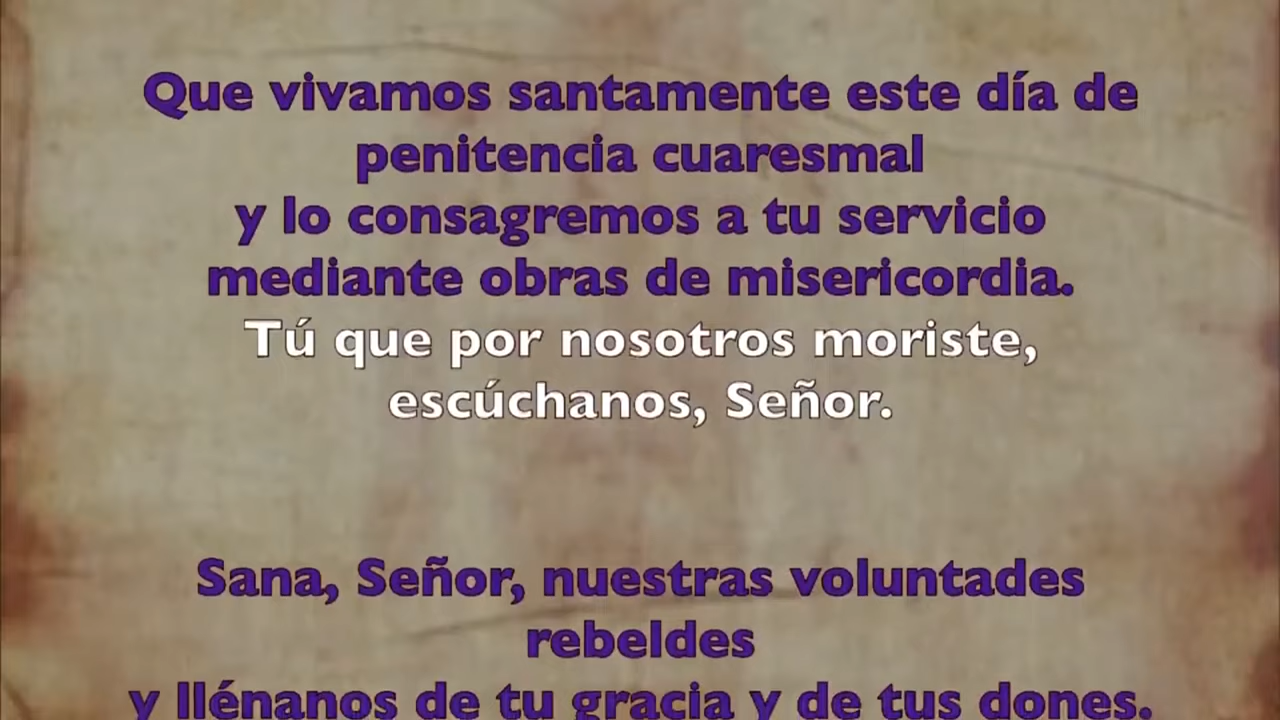 Que vivamos santamente este día de
penitencia cuaresmal
y lo consagremos a tu servicio
mediante obras de misericordia.
Tú que por nosotros moriste,
escúchanos, Señor.
Sana, Señor, nuestras voluntades
rebeldes
y llénanos de tu gracia y de tus dones.